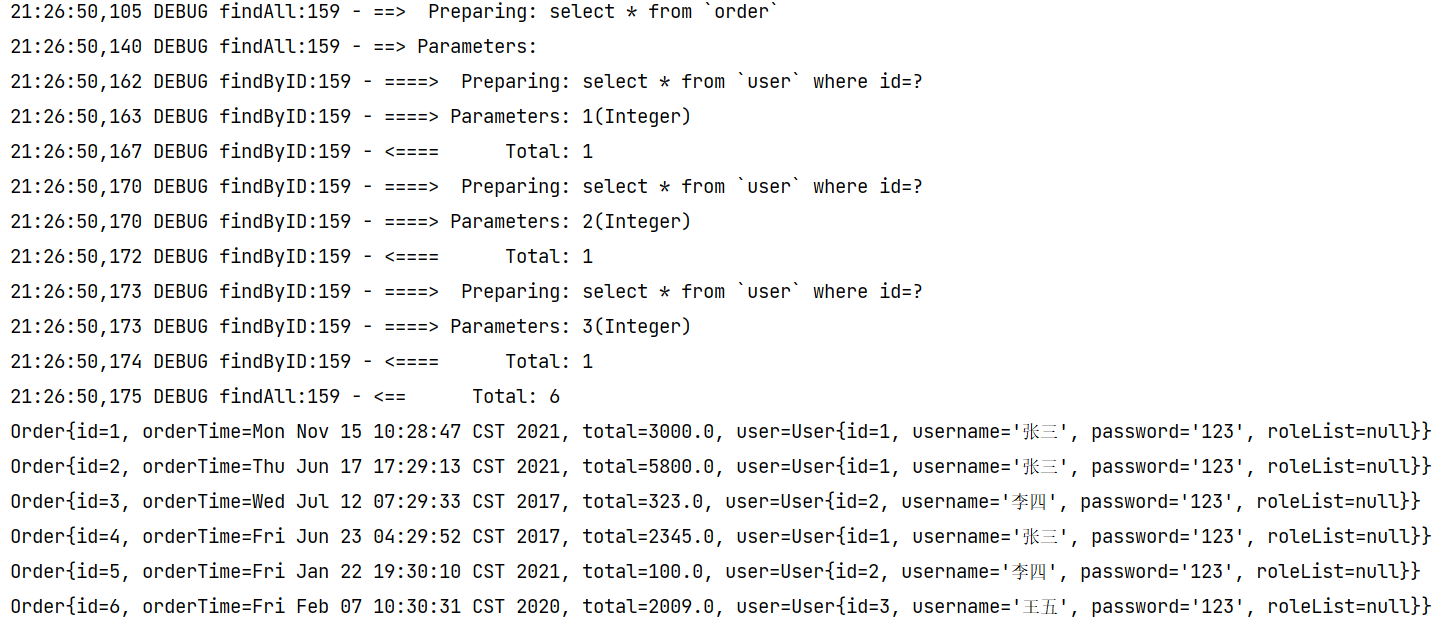 21:26:50,105 DEBUG findAll:159 - ==>  Preparing: select * from `order`
21:26:50,140 DEBUG findAll:159 - ==> Parameters:
21:26:50,162 DEBUG findByID:159 - ====>  Preparing: select * from `user` where id=?
21:26:50,163 DEBUG findByID:159 - ====> Parameters: 1(Integer)
21:26:50,167 DEBUG findByID:159 - <====      Total: 1
21:26:50,170 DEBUG findByID:159 - ====>  Preparing: select * from `user` where id=?
21:26:50,170 DEBUG findByID:159 - ====> Parameters: 2(Integer)
21:26:50,172 DEBUG findByID:159 - <====      Total: 1
21:26:50,173 DEBUG findByID:159 - ====>  Preparing: select * from `user` where id=?
21:26:50,173 DEBUG findByID:159 - ====> Parameters: 3(Integer)
21:26:50,174 DEBUG findByID:159 - <====      Total: 1
21:26:50,175 DEBUG findAll:159 - <==      Total: 6
Order{id=1, orderTime=Mon Nov 15 10:28:47 CST 2021, total=3000.0, user=User{id=1, username='张三', password='123', roleList=null}}
Order{id=2, orderTime=Thu Jun 17 17:29:13 CST 2021, total=5800.0, user=User{id=1, username='张三', password='123', roleList=null}}
Order{id=3, orderTime=Wed Jul 12 07:29:33 CST 2017, total=323.0, user=User{id=2, username='李四', password='123', roleList=null}}
Order{id=4, orderTime=Fri Jun 23 04:29:52 CST 2017, total=2345.0, user=User{id=1, username='张三', password='123', roleList=null}}
Order{id=5, orderTime=Fri Jan 22 19:30:10 CST 2021, total=100.0, user=User{id=2, username='李四', password='123', roleList=null}}
Order{id=6, orderTime=Fri Feb 07 10:30:31 CST 2020, total=2009.0, user=User{id=3, username='王五', password='123', roleList=null}}